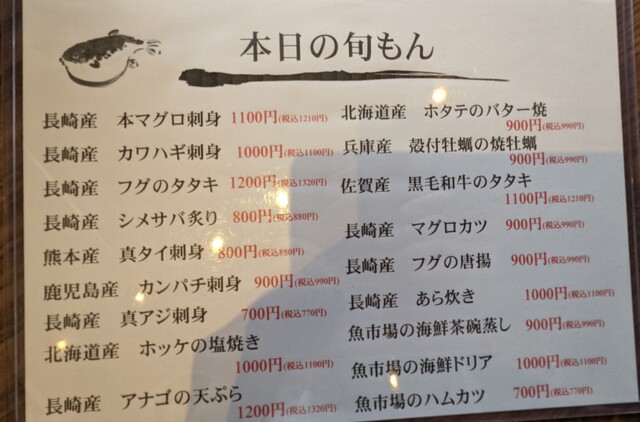 本日の旬もん
長崎産 本マグロ刺身 1100円(税込1210円)
長崎産 カワハギ刺身 1000円(税込1100円)
長崎産 フグのタタキ 1200円(税込1320円)
長崎産 シメサバ炙り 800円(税込880円)
熊本産 真タイ刺身 800円(税込880円)
鹿児島産 カンパチ刺身 900円(税込990円)
長崎産 真アジ刺身 700円(税込770円)
北海道産 ホッケの塩焼き
1000円(税込1100円)
長崎産 アナゴの天ぷら
1200円(税込1320円)
北海道産 ホタテのバター焼
900円(税込990円)
兵庫産 殻付牡蠣の焼牡蠣
900円(税込990円)
佐賀産 黒毛和牛のタタキ
1100円(税込1210円)
長崎産 マグロカツ 900円(税込990円)
長崎産 フグの唐揚 900円(税込990円)
長崎産 あら炊き 1000円(税込1100円)
魚市場の海鮮茶碗蒸し 900円(税込990円)
魚市場の海鮮ドリア 1000円(税込1100円)
魚市場のハムカツ 700円(税込770円)